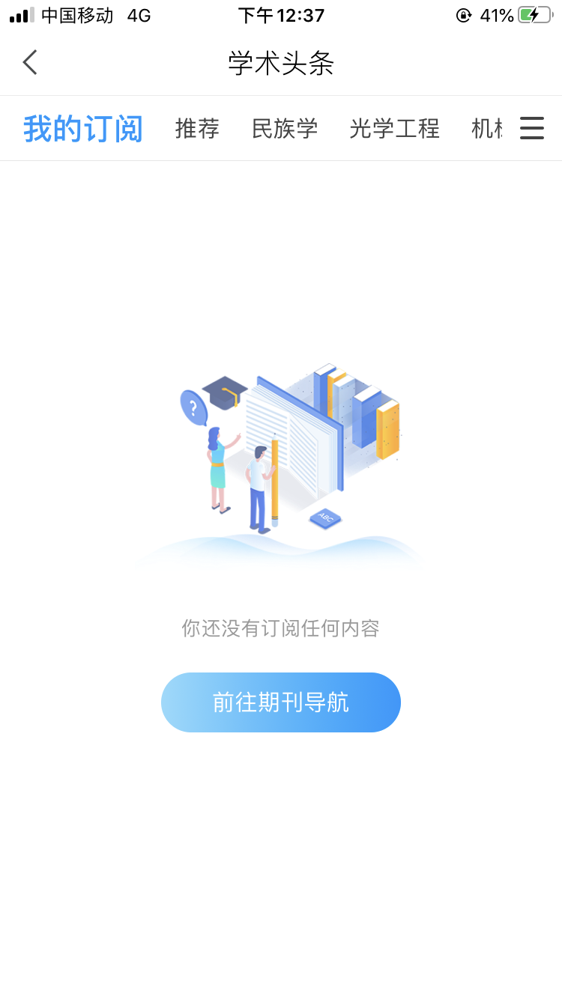 中国移动 4G 下午12:37 41%
学术头条
我的订阅 推荐 民族学 光学工程 机
?
ABC
你还没有订阅任何内容
前往期刊导航